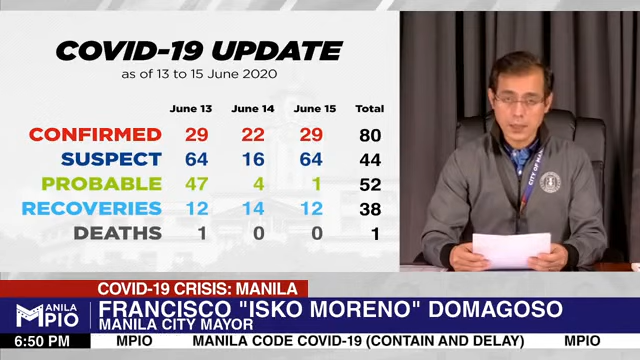 COVID-19 UPDATE
as of 13 to 15 June 2020
June 13 June 14 June 15 Total
CONFIRMED 29 22 29 80
SUSPECT 64 16 64 44
PROBABLE 47 4 1 52
RECOVERIES 12 14 12 38
DEATHS 1 0 0 1
CITY OF MAN
COVID-19 CRISIS: MANILA
MANILA MPIO
FRANCISCO "ISKO MORENO" DOMAGOSO
MANILA CITY MAYOR
6:50 PM MPIO MANILA CODE COVID-19 (CONTAIN AND DELAY) MPIO